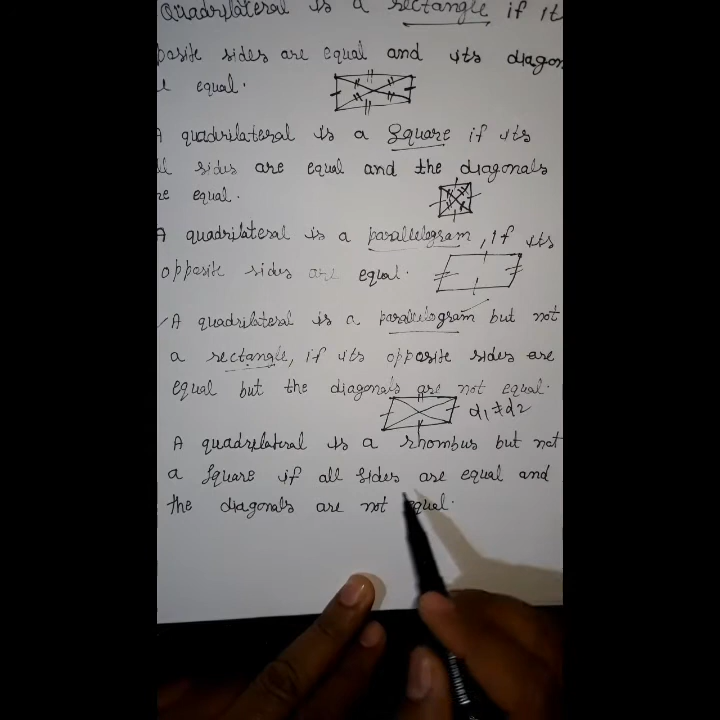 Quadrilateral is a rectangle if it
posite sides are equal and its diagon
equal.
A quadrilateral is a Square if its
ll sides are equal and the diagonals
re equal.
A quadrilateral is a parallelogram, if its
opposite sides are equal.
A quadrilateral is a parallelogram but not
a rectangle, if its opposite sides are
equal but the diagonals are not equal.
d1≠d2
A quadrilateral is a rhombus but not
a Square if all sides are equal and
the diagonals are not equal.